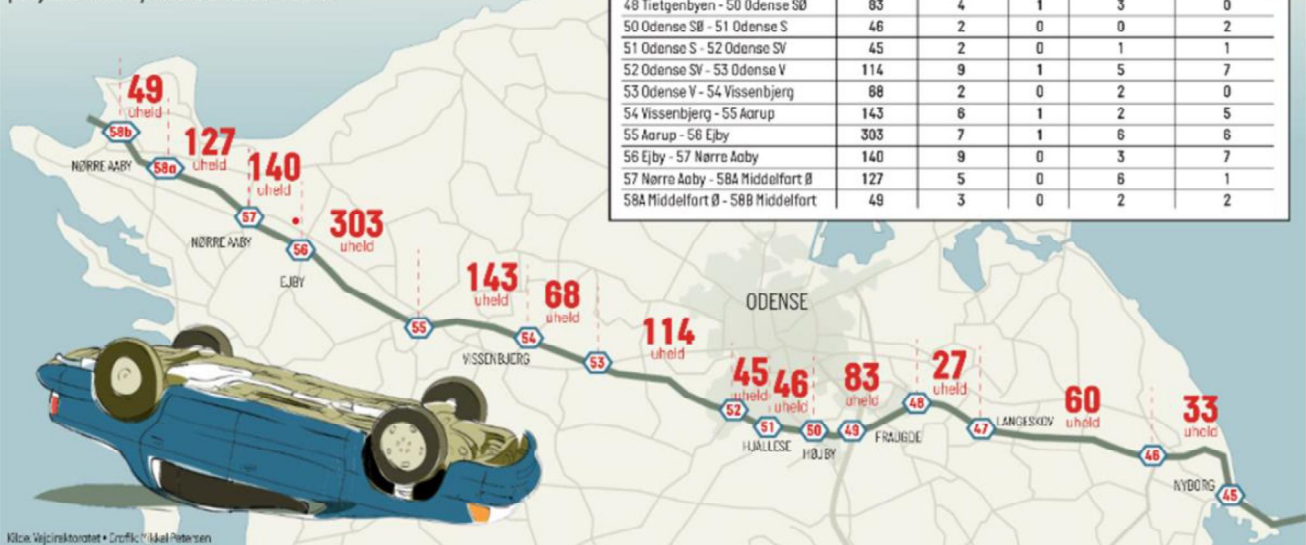 48 Tietgenbyen - 50 Odense SØ 83 4 1 3 0
50 Odense SØ - 51 Odense S 46 2 0 0 2
51 Odense S - 52 Odense SV 45 2 0 1 1
52 Odense SV - 53 Odense V 114 9 1 5 7
53 Odense V - 54 Vissenbjerg 68 2 0 2 0
54 Vissenbjerg - 55 Aarup 143 6 1 2 5
55 Aarup - 56 Ejby 303 7 1 6 6
56 Ejby - 57 Nørre Aaby 140 9 0 3 7
57 Nørre Aaby - 58A Middelfart Ø 127 5 0 6 1
58A Middelfort Ø - 58B Middelfort 49 3 0 2 2
49
uheld
58b
NØRRE AABY
58a
127
uheld
140
uheld
57
NØRRE AABY
56
EJBY
303
uheld
55
143
uheld
54
VISSENBJERG
68
uheld
53
114
uheld
ODENSE
45
uheld
46
uheld
52
51
HJALLESE
50
HØJBY
83
uheld
49
FRAUGDE
48
27
uheld
47
LANGESKOV
60
uheld
46
33
uheld
NYBORG
45
Kilde: Vejdirektoratet • Grafik: Mikkel Petersen